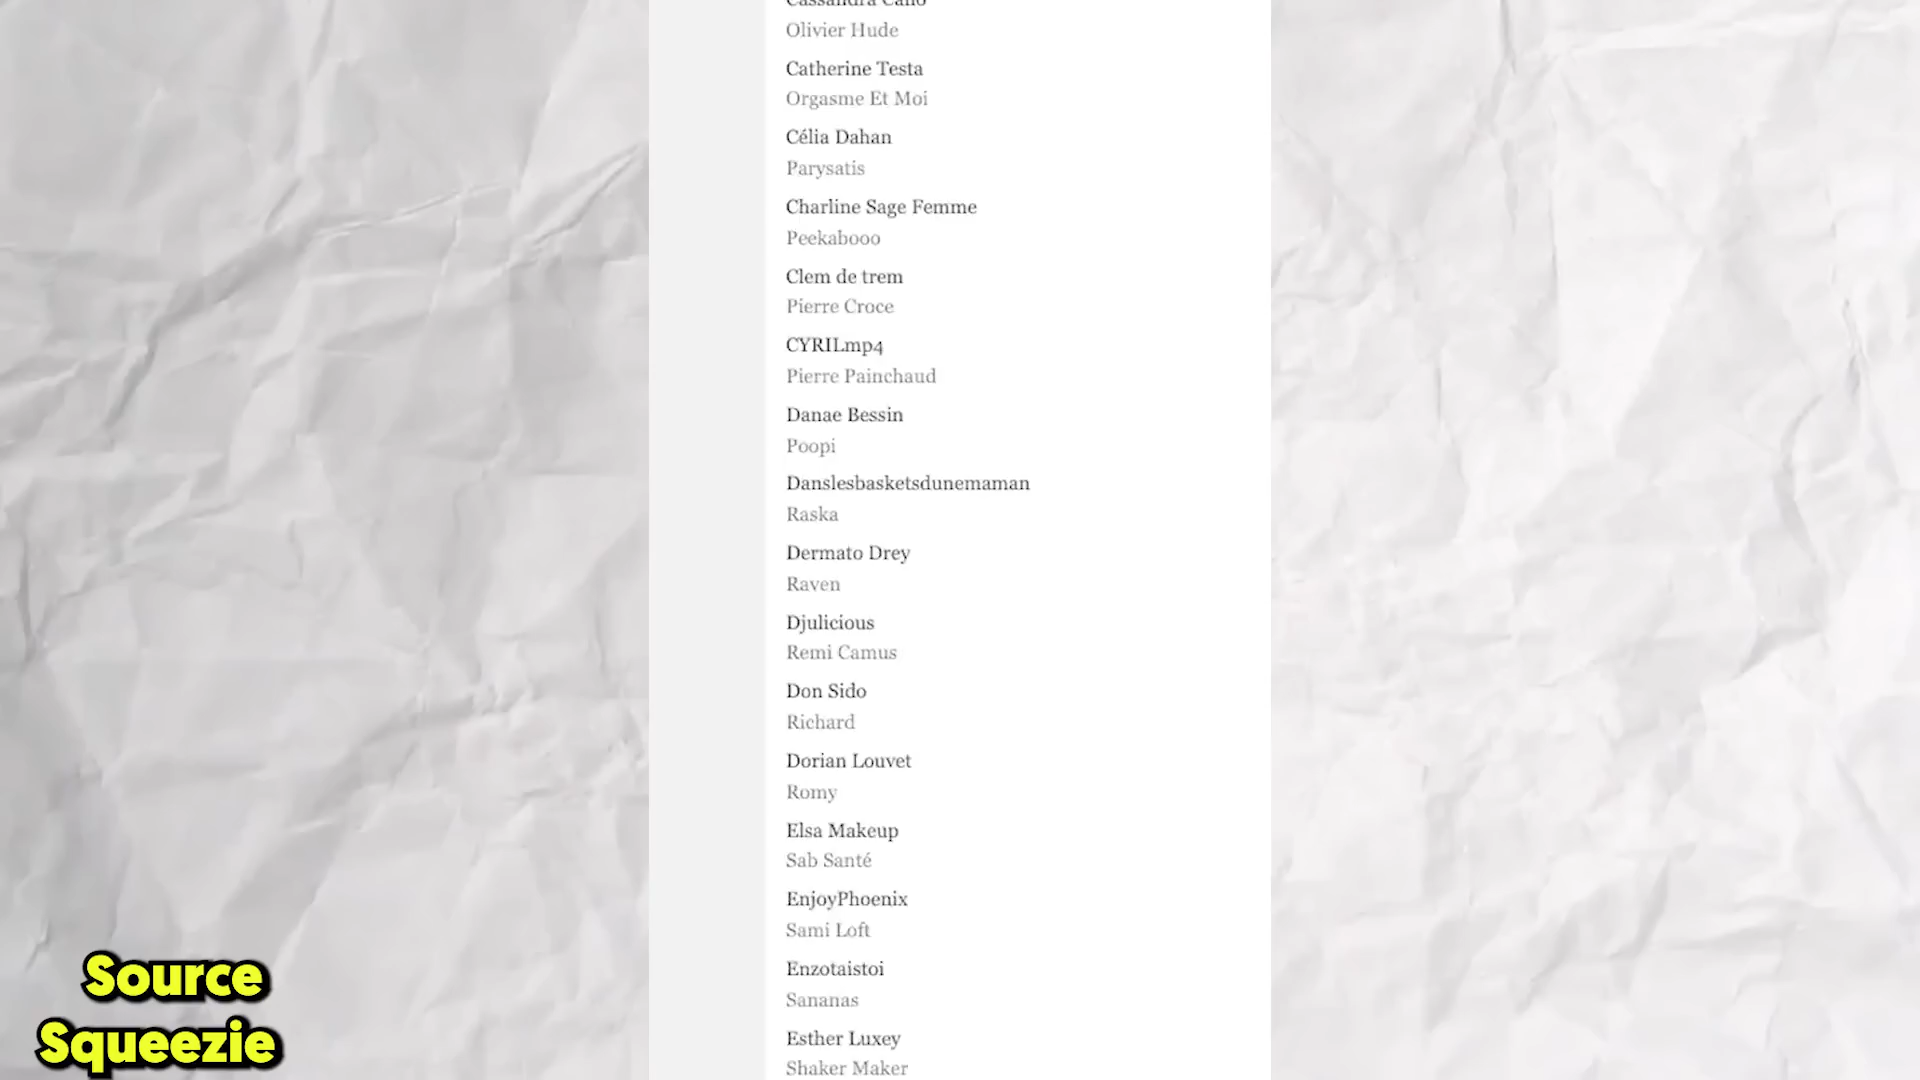 Cassandra Cano
Olivier Hude
Catherine Testa
Orgasme Et Moi
Célia Dahan
Parysatis
Charline Sage Femme
Peekabooo
Clem de trem
Pierre Croce
CYRILmp4
Pierre Painchaud
Danae Bessin
Poopi
Danslesbasketsdunemaman
Raska
Dermato Drey
Raven
Djulicious
Remi Camus
Don Sido
Richard
Dorian Louvet
Romy
Elsa Makeup
Sab Santé
EnjoyPhoenix
Sami Loft
Enzotaistoi
Sananas
Esther Luxey
Shaker Maker
Source
Squeezie